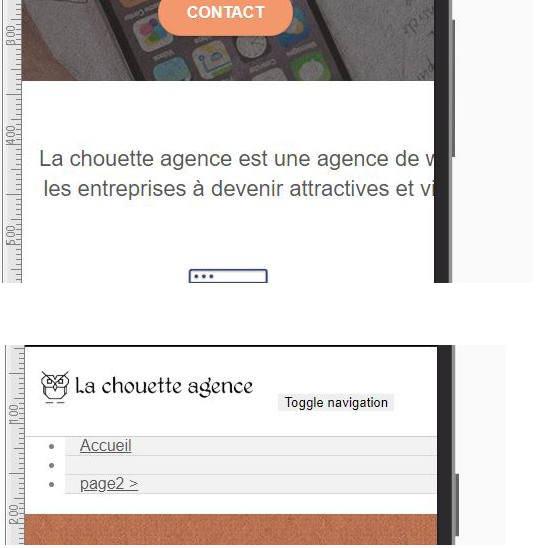 CONTACT
300
400
La chouette agence est une agence de w
les entreprises à devenir attractives et vi
500
La chouette agence
Toggle navigation
100
Accueil
page2 >
200